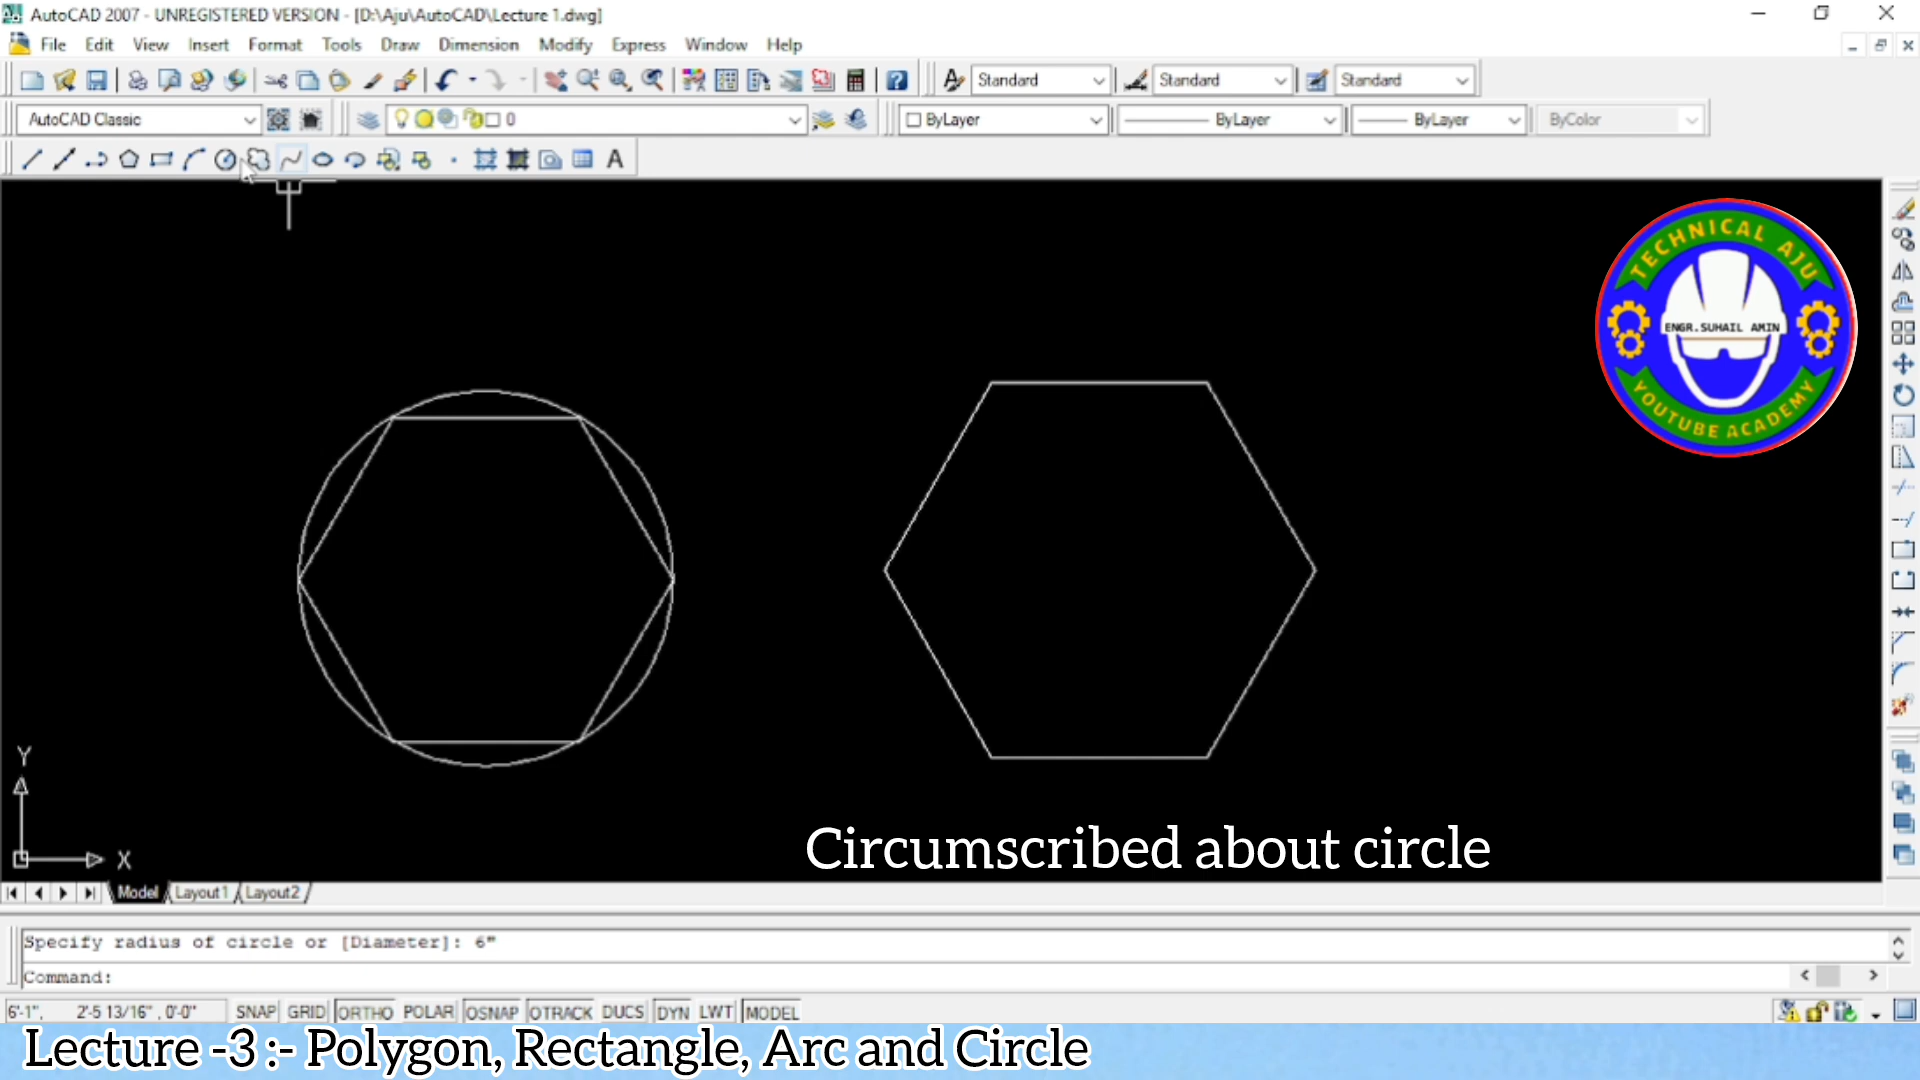 AutoCAD 2007 - UNREGISTERED VERSION - [D:\Aju\AutoCAD\Lecture 1.dwg]
File Edit View Insert Format Tools Draw Dimension Modify Express Window Help
Standard Standard Standard
AutoCAD Classic 0 ByLayer ByLayer ByLayer ByColor
A
TECHNICAL AJU
ENGR.SUHAIL AMIN
YOUTUBE ACADEMY
Y
X
Circumscribed about circle
Model Layout1 Layout2
Specify radius of circle or [Diameter]: 6"
Command:
6'-1", 2'-5 13/16" , 0'-0" SNAP GRID ORTHO POLAR OSNAP OTRACK DUCS DYN LWT MODEL
Lecture -3 :- Polygon, Rectangle, Arc and Circle